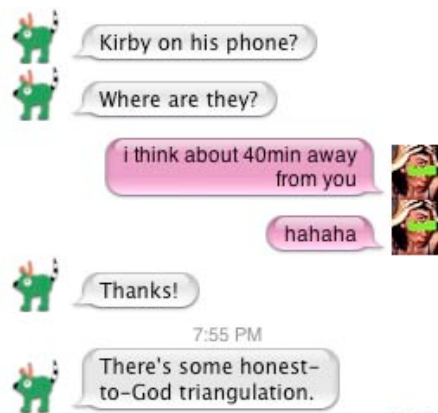 Kirby on his phone?
Where are they?
i think about 40min away
from you
hahaha
Thanks!
7:55 PM
There's some honest-
to-God triangulation.